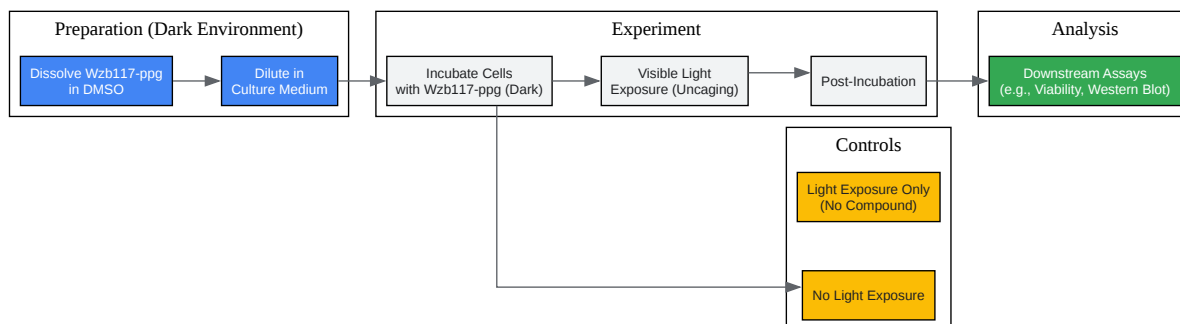 Preparation (Dark Environment)
Dissolve Wzb117-ppg
in DMSO
Dilute in
Culture Medium
Experiment
Incubate Cells
with Wzb117-ppg (Dark)
Visible Light
Exposure (Uncaging)
Post-Incubation
Analysis
Downstream Assays
(e.g., Viability, Western Blot)
Controls
Light Exposure Only
(No Compound)
No Light Exposure